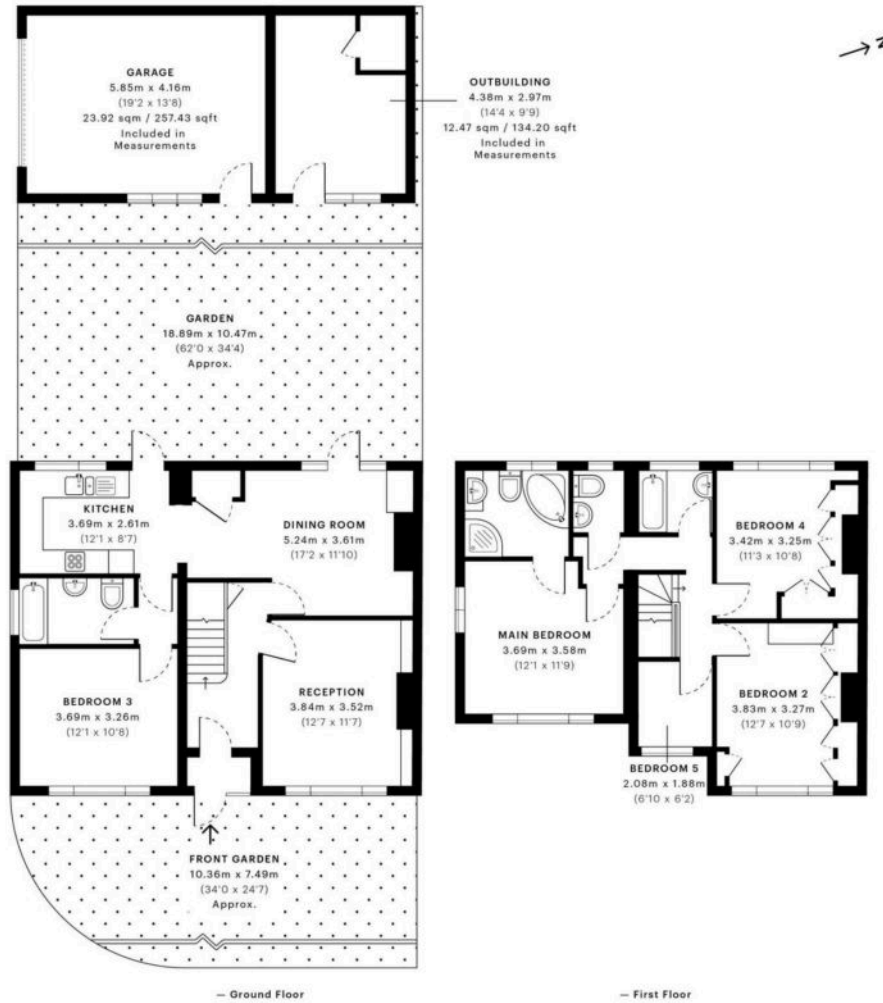 GARAGE
5.85m x 4.16m
(19'2 x 13'8)
23.92 sqm / 257.43 sqft
Included in
Measurements
OUTBUILDING
4.38m x 2.97m
(14'4 x 9'9)
12.47 sqm / 134.20 sqft
Included in
Measurements
GARDEN
18.89m x 10.47m
(62'0 x 34'4)
Approx.
KITCHEN
3.69m x 2.61m
(12'1 x 8'7)
DINING ROOM
5.24m x 3.61m
(17'2 x 11'10)
BEDROOM 3
3.69m x 3.26m
(12'1 x 10'8)
RECEPTION
3.84m x 3.52m
(12'7 x 11'7)
FRONT GARDEN
10.36m x 7.49m
(34'0 x 24'7)
Approx.
— Ground Floor
BEDROOM 4
3.42m x 3.25m
(11'3 x 10'8)
MAIN BEDROOM
3.69m x 3.58m
(12'1 x 11'9)
BEDROOM 2
3.83m x 3.27m
(12'7 x 10'9)
BEDROOM 5
2.08m x 1.88m
(6'10 x 6'2)
— First Floor